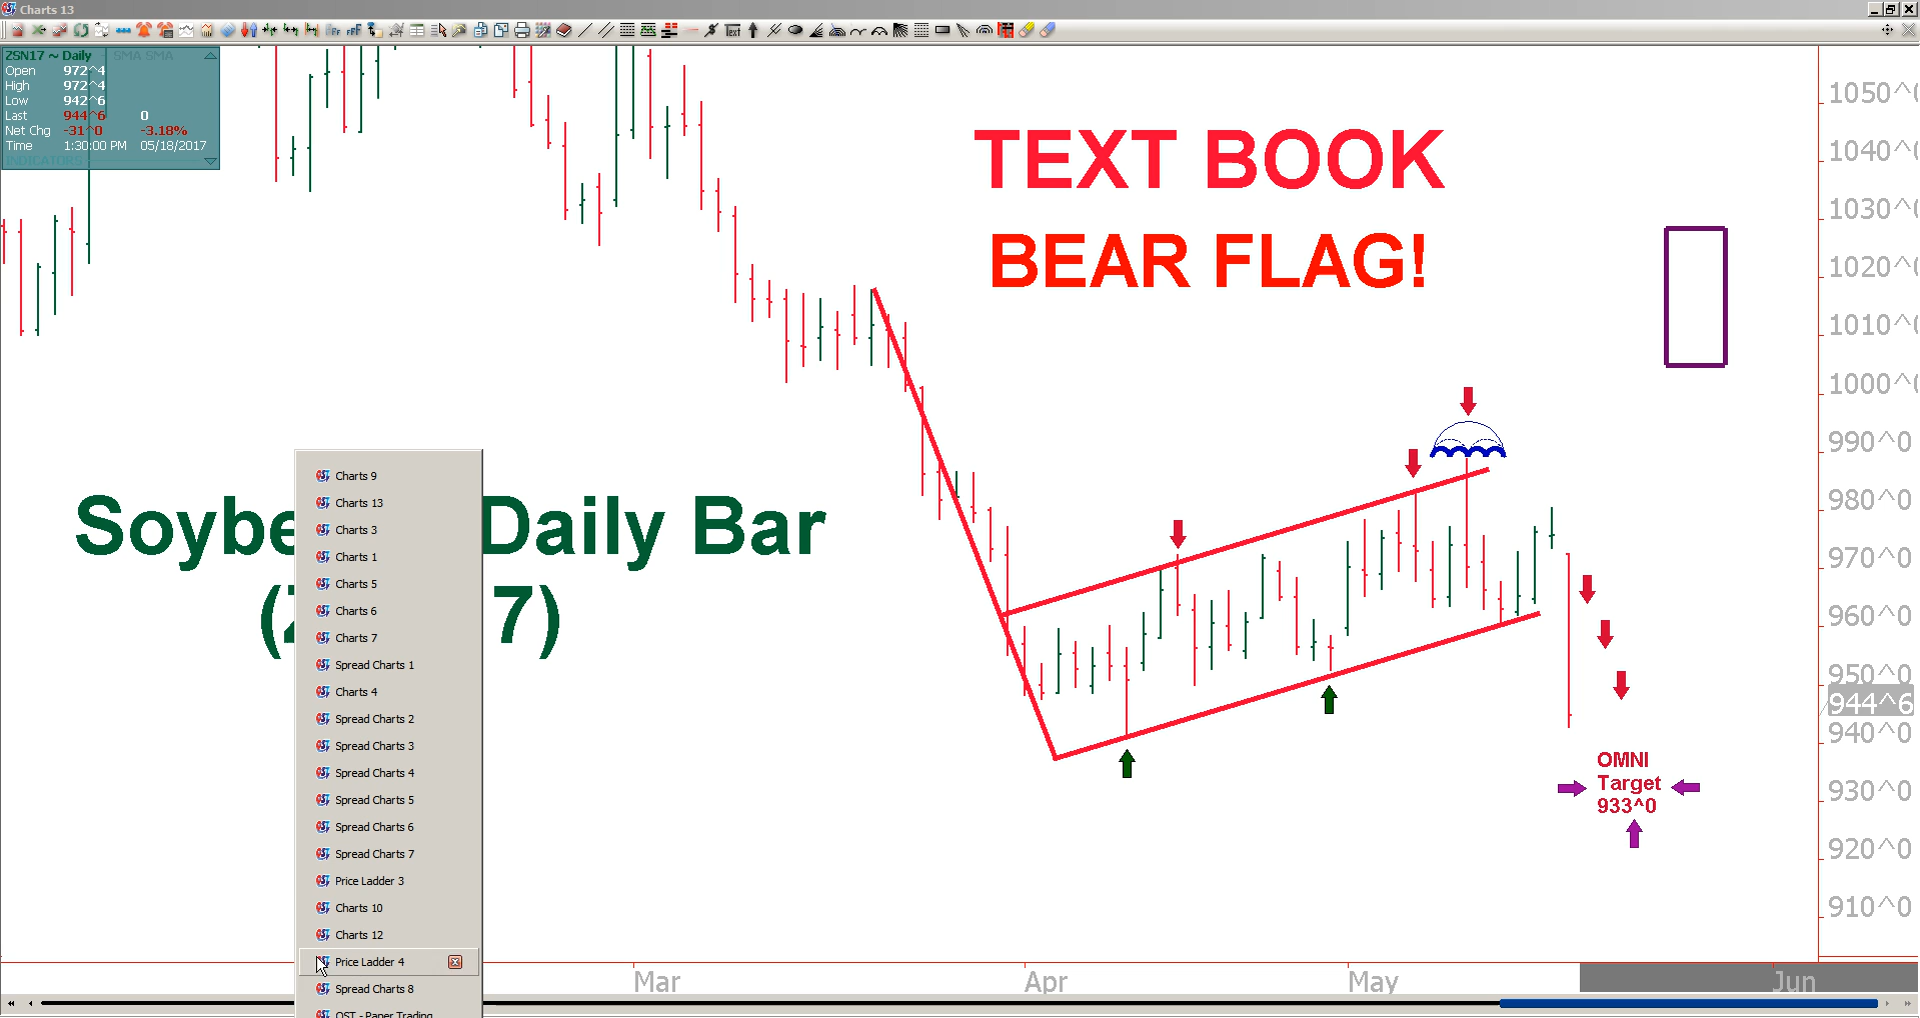 Charts 13
Text
ZSN17 ~ Daily SMA SMA
Open 972^4
High 972^4
Low 942^6
Last 944^6 0
Net Chg -31^0 -3.18%
Time 1:30:00 PM 05/18/2017
INDICATORS
TEXT BOOK
BEAR FLAG!
Daily Bar
7)
Charts 9
Charts 13
Charts 3
Charts 1
Charts 5
Charts 6
Charts 7
Spread Charts 1
Charts 4
Spread Charts 2
Spread Charts 3
Spread Charts 4
Spread Charts 5
Spread Charts 6
Spread Charts 7
Price Ladder 3
Charts 10
Charts 12
Price Ladder 4
Spread Charts 8
QST - Paper Trading
OMNI
Target
933^0
1050^0
1040^0
1030^0
1020^0
1010^0
1000^0
990^0
980^0
970^0
960^0
950^0
944^6
940^0
930^0
920^0
910^0
Mar Apr May Jun